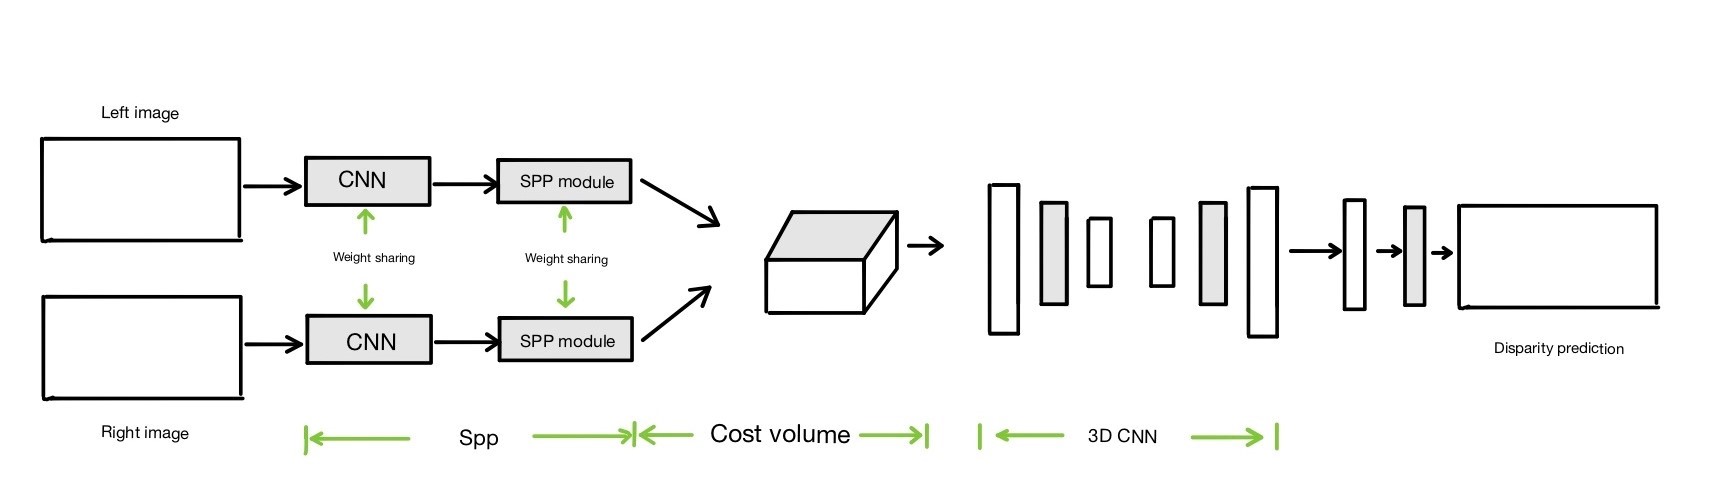 Left image
CNN
SPP module
Weight sharing
Weight sharing
CNN
SPP module
Right image
Disparity prediction
Spp
Cost volume
3D CNN